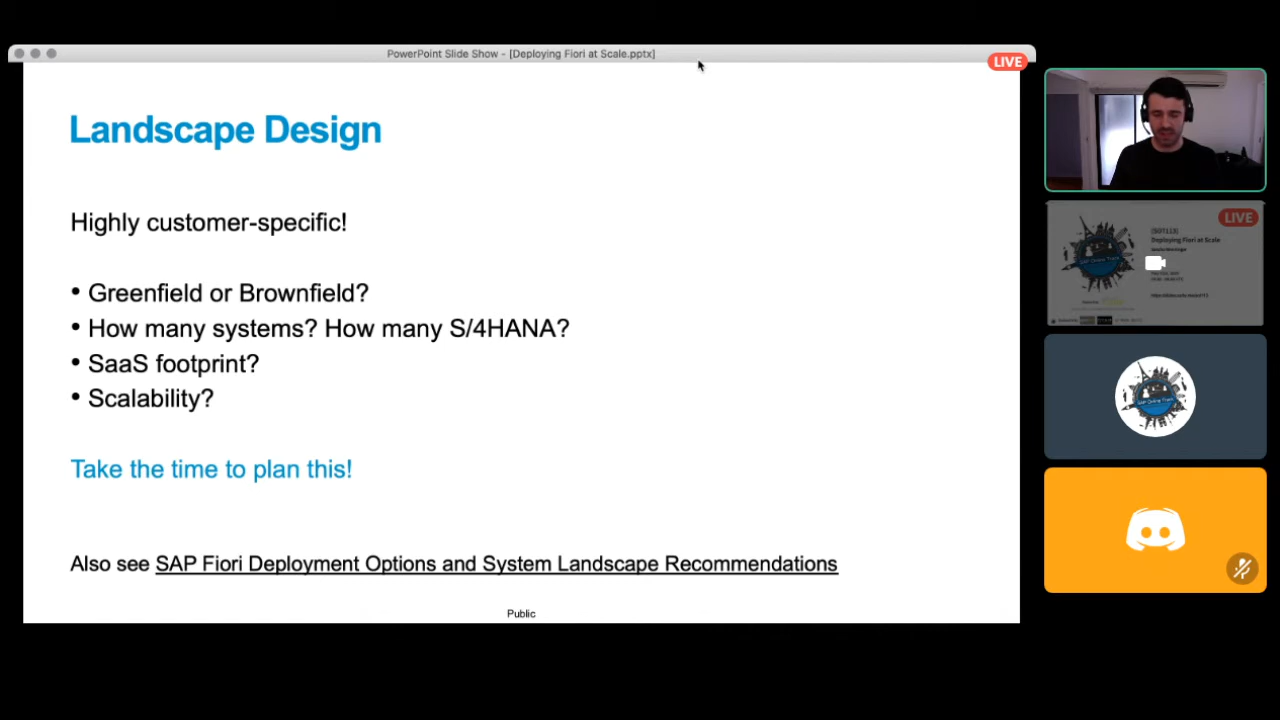 PowerPoint Slide Show - [Deploying Fiori at Scale.pptx]
LIVE
Landscape Design
Highly customer-specific!
• Greenfield or Brownfield?
• How many systems? How many S/4HANA?
• SaaS footprint?
• Scalability?
Take the time to plan this!
Also see SAP Fiori Deployment Options and System Landscape Recommendations
Public
LIVE
Deploying Fiori at Scale